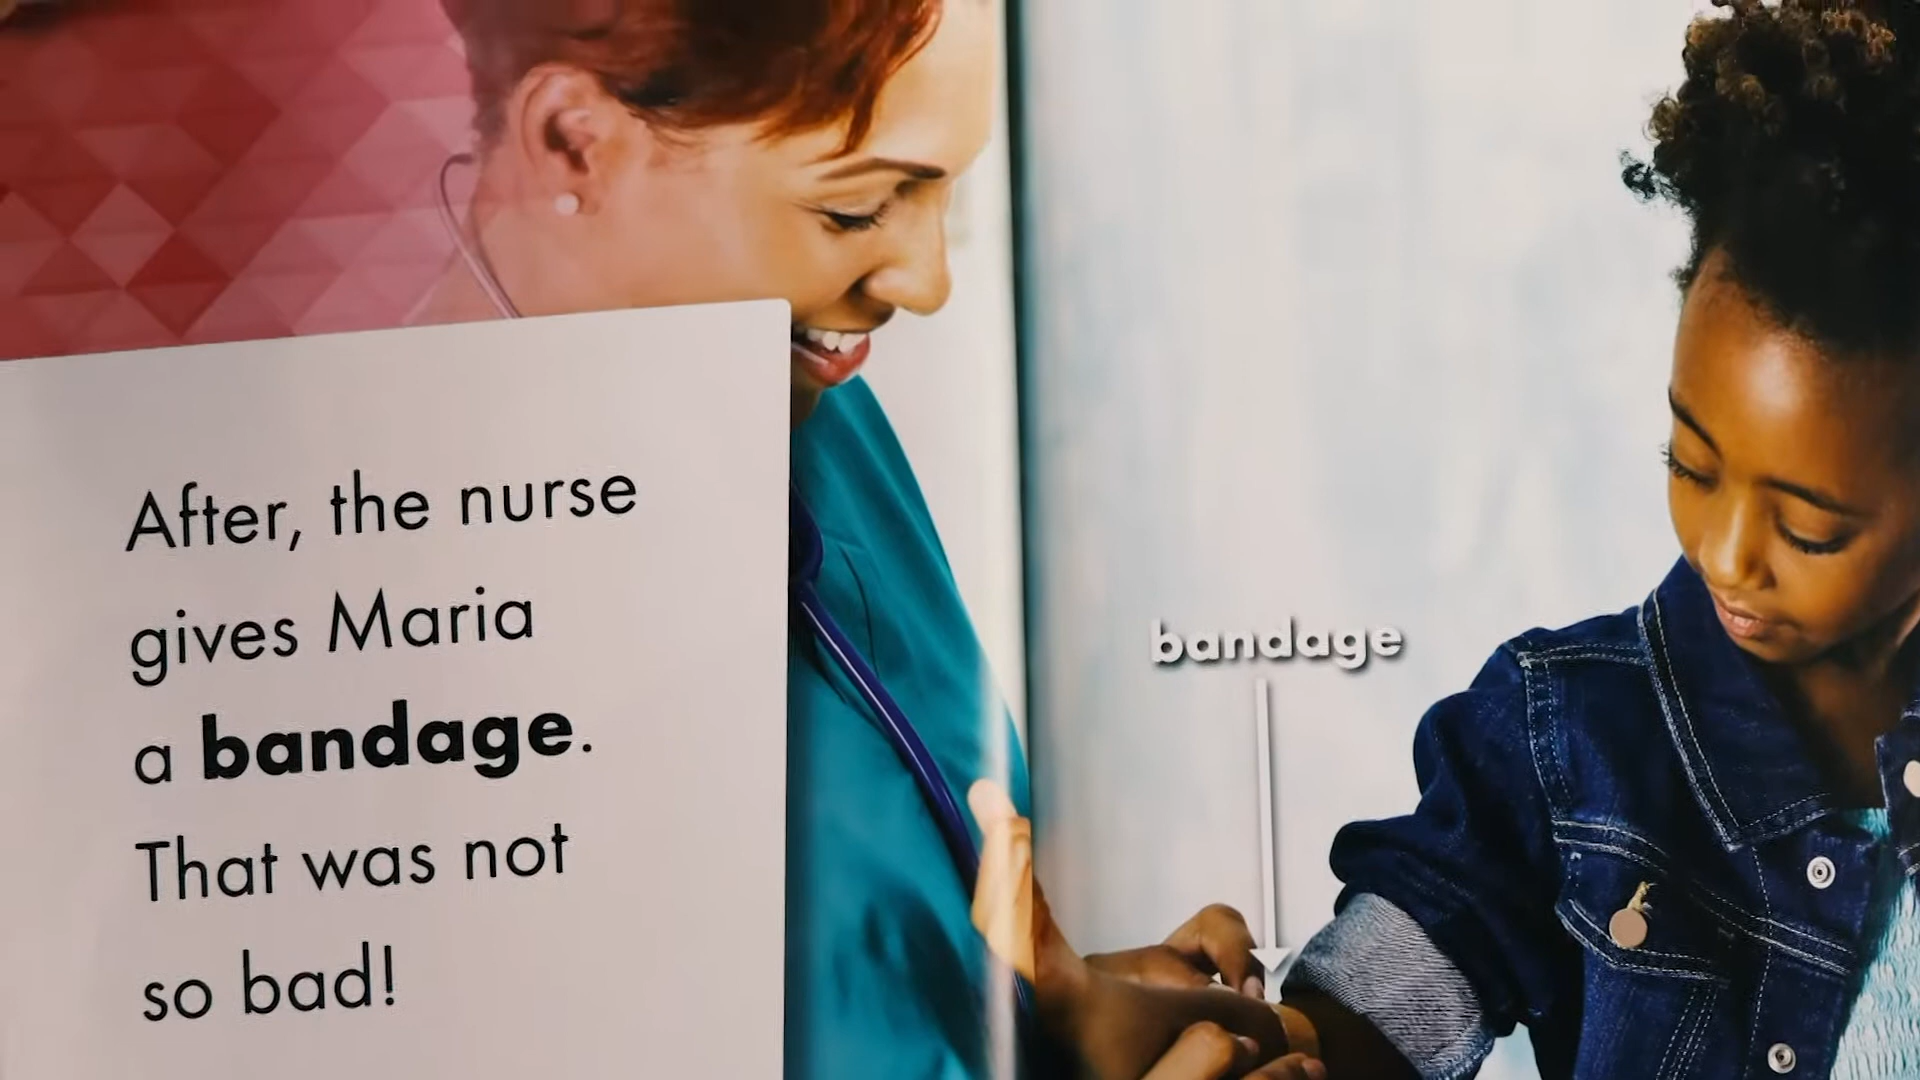 After, the nurse
gives Maria
a bandage.
That was not
so bad!
bandage